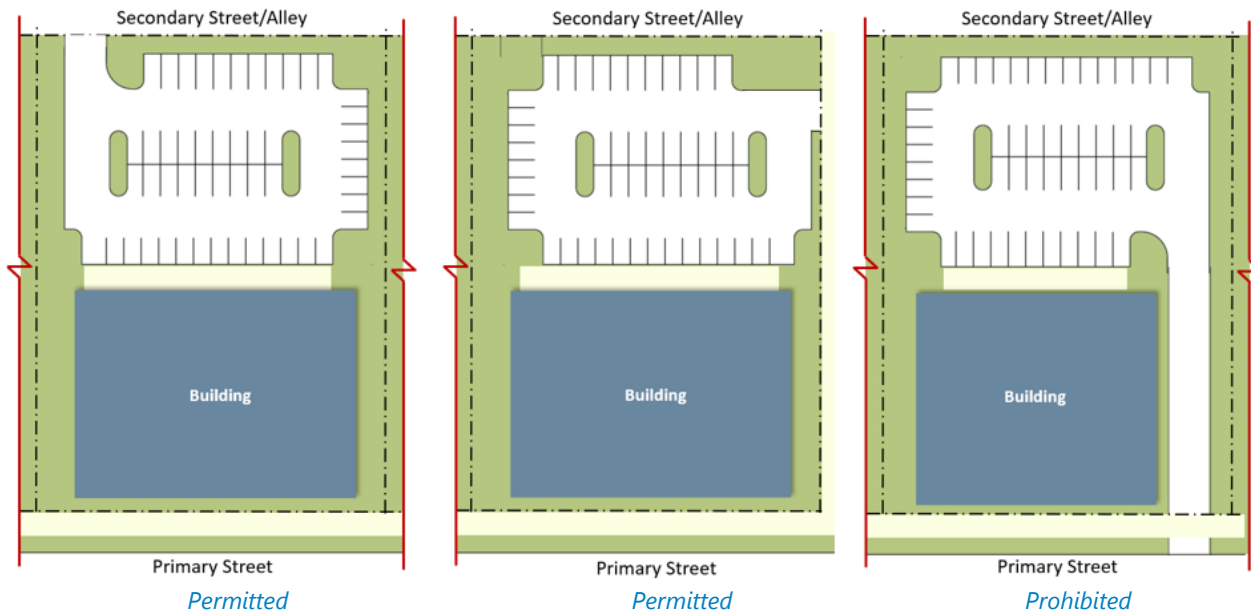 Secondary Street/Alley
Building
Primary Street
Permitted
Secondary Street/Alley
Building
Primary Street
Permitted
Secondary Street/Alley
Building
Primary Street
Prohibited